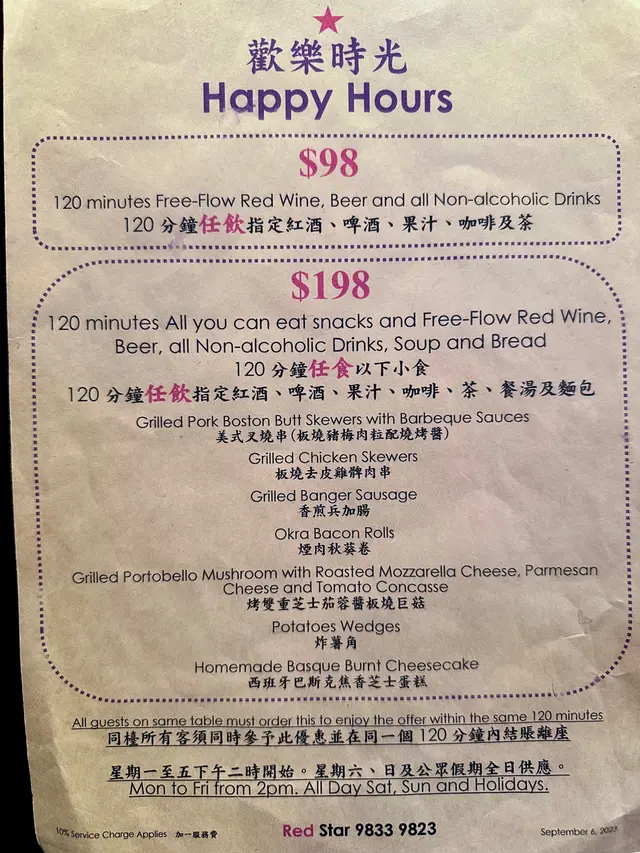 歡樂時光
Happy Hours
$98
120 minutes Free-Flow Red Wine, Beer and all Non-alcoholic Drinks
120 分鐘任飲指定紅酒、啤酒、果汁、咖啡及茶
$198
120 minutes All you can eat snacks and Free-Flow Red Wine,
Beer, all Non-alcoholic Drinks, Soup and Bread
120 分鐘任食以下小食
120 分鐘任飲指定紅酒、啤酒、果汁、咖啡、茶、餐湯及麵包
Grilled Pork Boston Butt Skewers with Barbeque Sauces
美式叉燒串(板燒豬梅肉粒配燒烤醬)
Grilled Chicken Skewers
板燒去皮雞髀肉串
Grilled Banger Sausage
香煎兵加腸
Okra Bacon Rolls
煙肉秋葵卷
Grilled Portobello Mushroom with Roasted Mozzarella Cheese, Parmesan
Cheese and Tomato Concasse
烤雙重芝士茄蓉醬板燒巨菇
Potatoes Wedges
炸薯角
Homemade Basque Burnt Cheesecake
西班牙巴斯克焦香芝士蛋糕
All guests on same table must order this to enjoy the offer within the same 120 minutes
同檯所有客須同時參予此優惠並在同一個 120 分鐘內結賬離座
星期一至五下午二時開始。星期六、日及公眾假期全日供應。
Mon to Fri from 2pm. All Day Sat, Sun and Holidays.
10% Service Charge Applies 加一服務費
Red Star 9833 9823
September 6, 2023